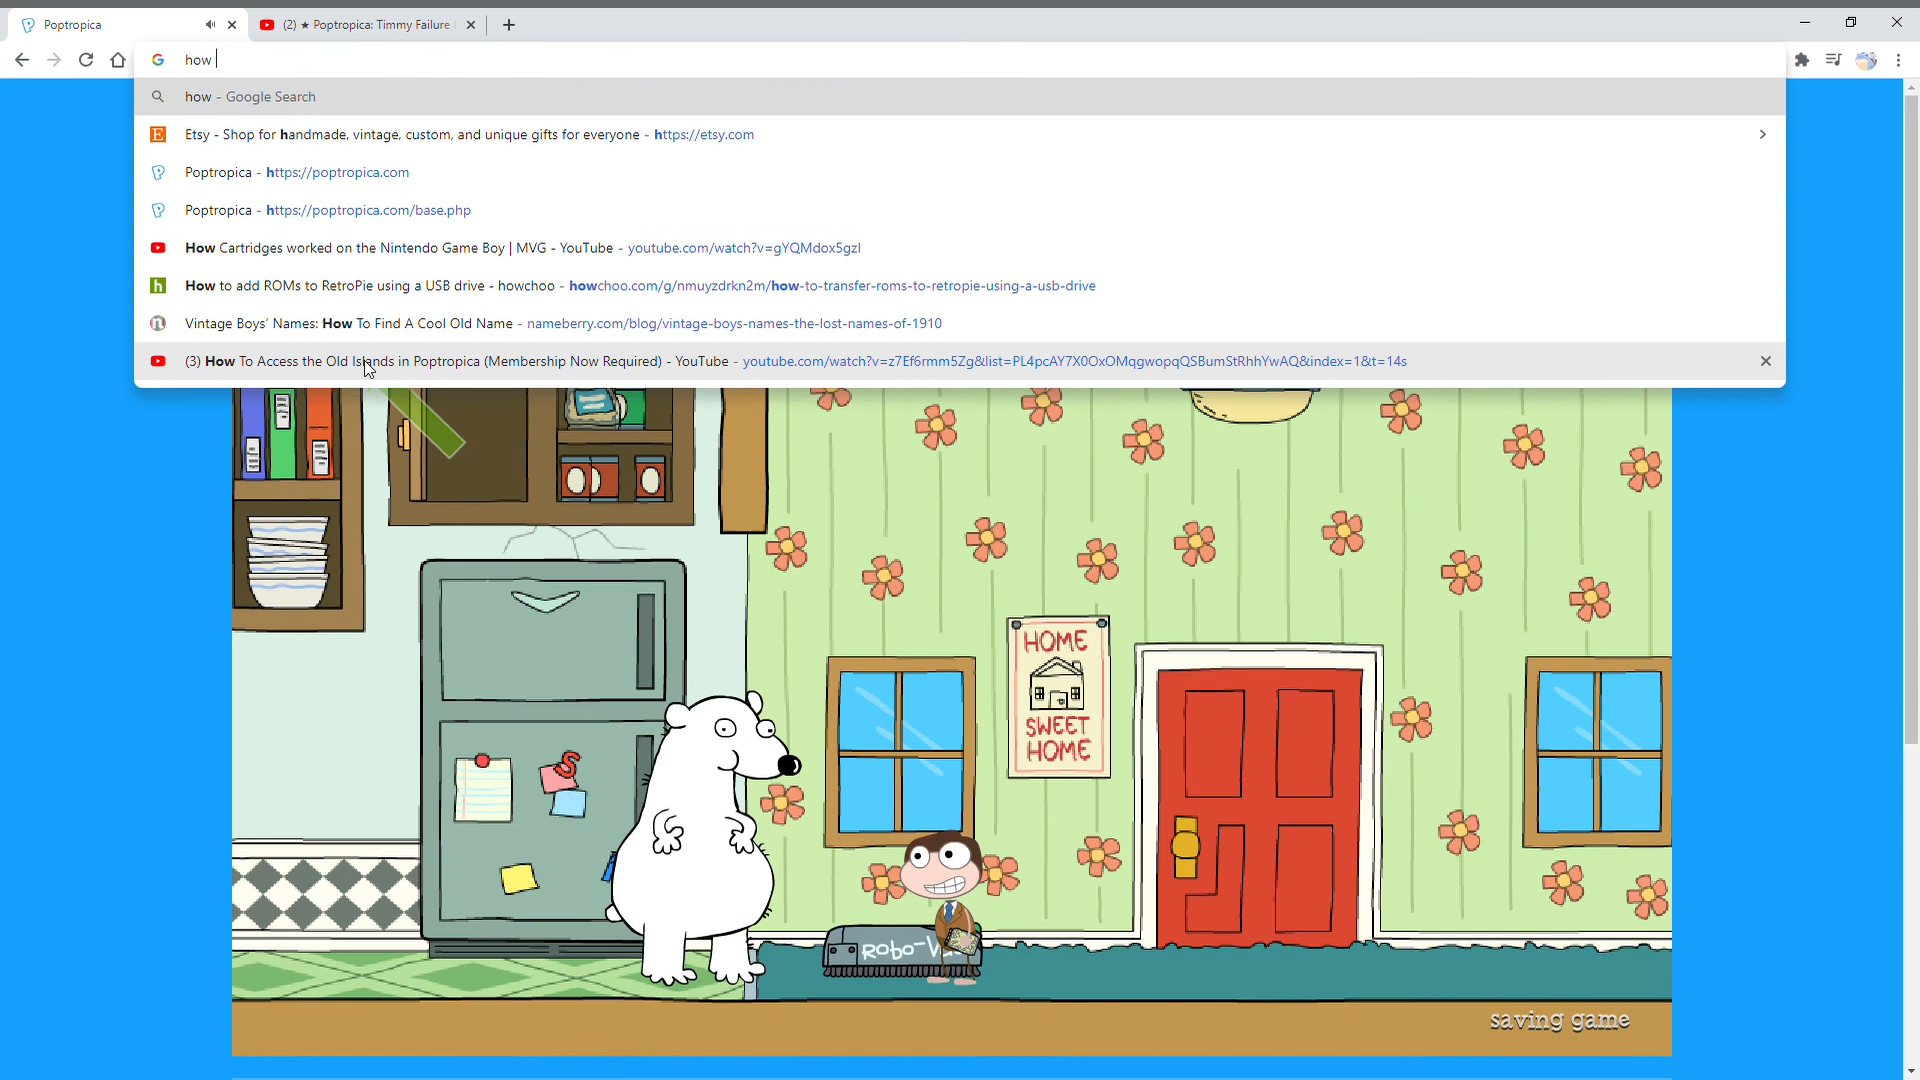 Poptropica
(2) ★ Poptropica: Timmy Failure
how
how - Google Search
Etsy - Shop for handmade, vintage, custom, and unique gifts for everyone - https://etsy.com
Poptropica - https://poptropica.com
Poptropica - https://poptropica.com/base.php
How Cartridges worked on the Nintendo Game Boy | MVG - YouTube - youtube.com/watch?v=gYQMdox5gzI
How to add ROMs to RetroPie using a USB drive - howchoo - howchoo.com/g/nmuyzdrkn2m/how-to-transfer-roms-to-retropie-using-a-usb-drive
Vintage Boys' Names: How To Find A Cool Old Name - nameberry.com/blog/vintage-boys-names-the-lost-names-of-1910
(3) How To Access the Old Islands in Poptropica (Membership Now Required) - YouTube - youtube.com/watch?v=z7Ef6rmm5Zg&list=PL4pcAY7X0OxOMqgwopqQSBumStRhhYwAQ&index=1&t=14s
HOME
SWEET
HOME
S
Robo-V
saving game